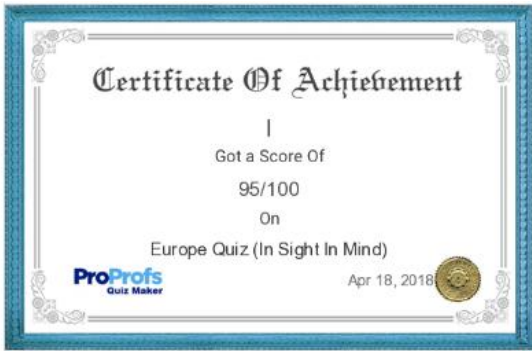 Certificate Of Achievement
I
Got a Score Of
95/100
On
Europe Quiz (In Sight In Mind)
ProProfs
Quiz Maker
Apr 18, 2018